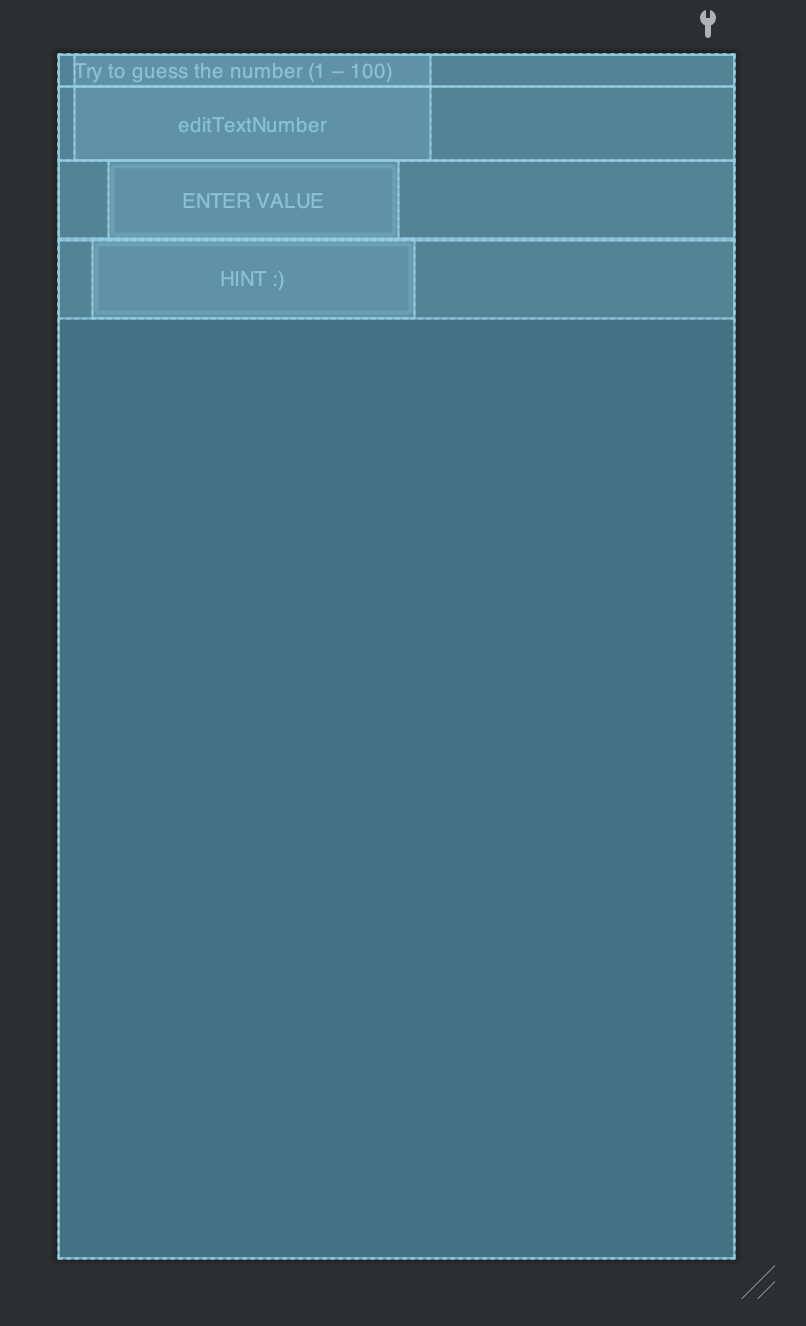 Try to guess the number (1 – 100)
editTextNumber
ENTER VALUE
HINT :)